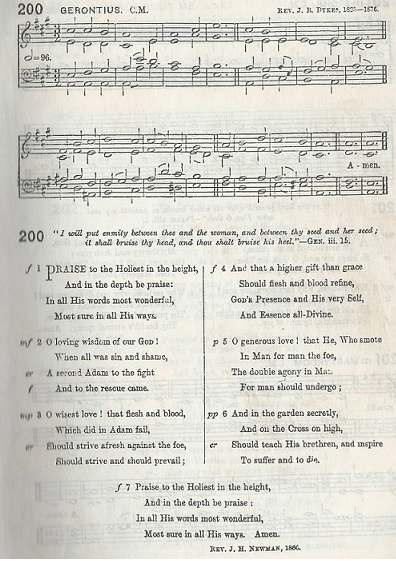 200 GERONTIUS. C.M. REV. J. B. DYKES, 1823—1876.
=96.
A - men.
200 "I will put enmity between thee and the woman, and between thy seed and her seed;
it shall bruise thy head, and thou shalt bruise his heel."—GEN. iii. 15.
f 1 PRAISE to the Holiest in the height,
And in the depth be praise:
In all His words most wonderful,
Most sure in all His ways.
mf 2 O loving wisdom of our God!
When all was sin and shame,
cr A second Adam to the fight
f And to the rescue came.
mp 3 O wisest love! that flesh and blood,
Which did in Adam fail,
cr Should strive afresh against the foe,
Should strive and should prevail;
f 4 And that a higher gift than grace
Should flesh and blood refine,
God's Presence and His very Self,
And Essence all-Divine.
p 5 O generous love! that He, Who smote
In Man for man the foe,
The double agony in Man
For man should undergo;
pp 6 And in the garden secretly,
And on the Cross on high,
cr Should teach His brethren, and inspire
To suffer and to die.
f 7 Praise to the Holiest in the height,
And in the depth be praise:
In all His words most wonderful,
Most sure in all His ways. Amen.
REV. J. H. NEWMAN, 1866.